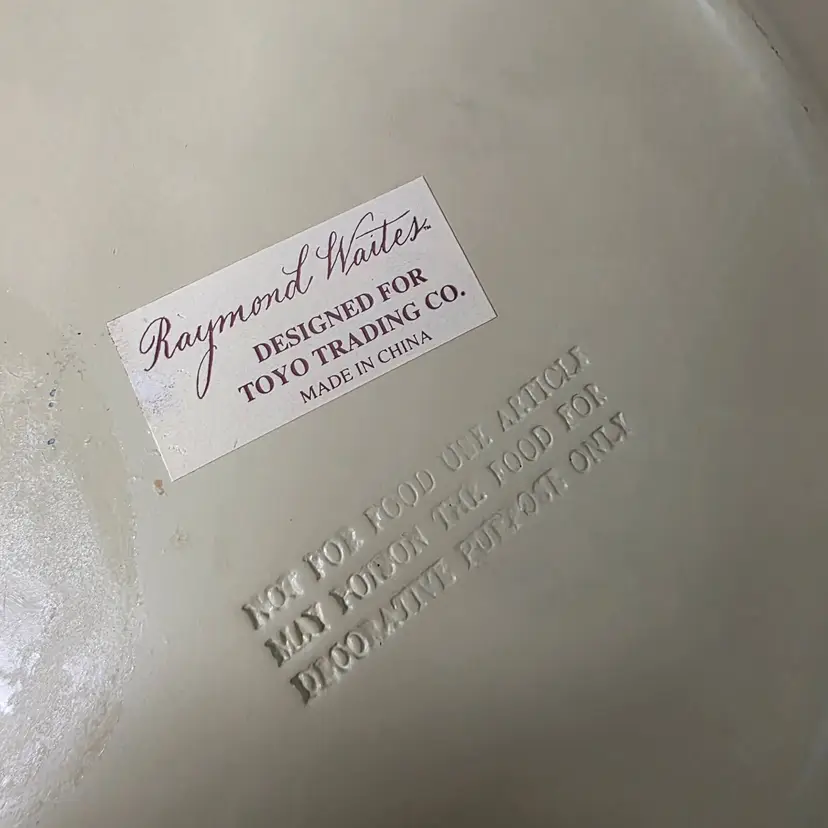 Raymond Waites™
DESIGNED FOR
TOYO TRADING CO.
MADE IN CHINA
NOT FOR FOOD USE ARTICLE
MAY POISON THE FOOD FOR
DECORATIVE PURPOSE ONLY